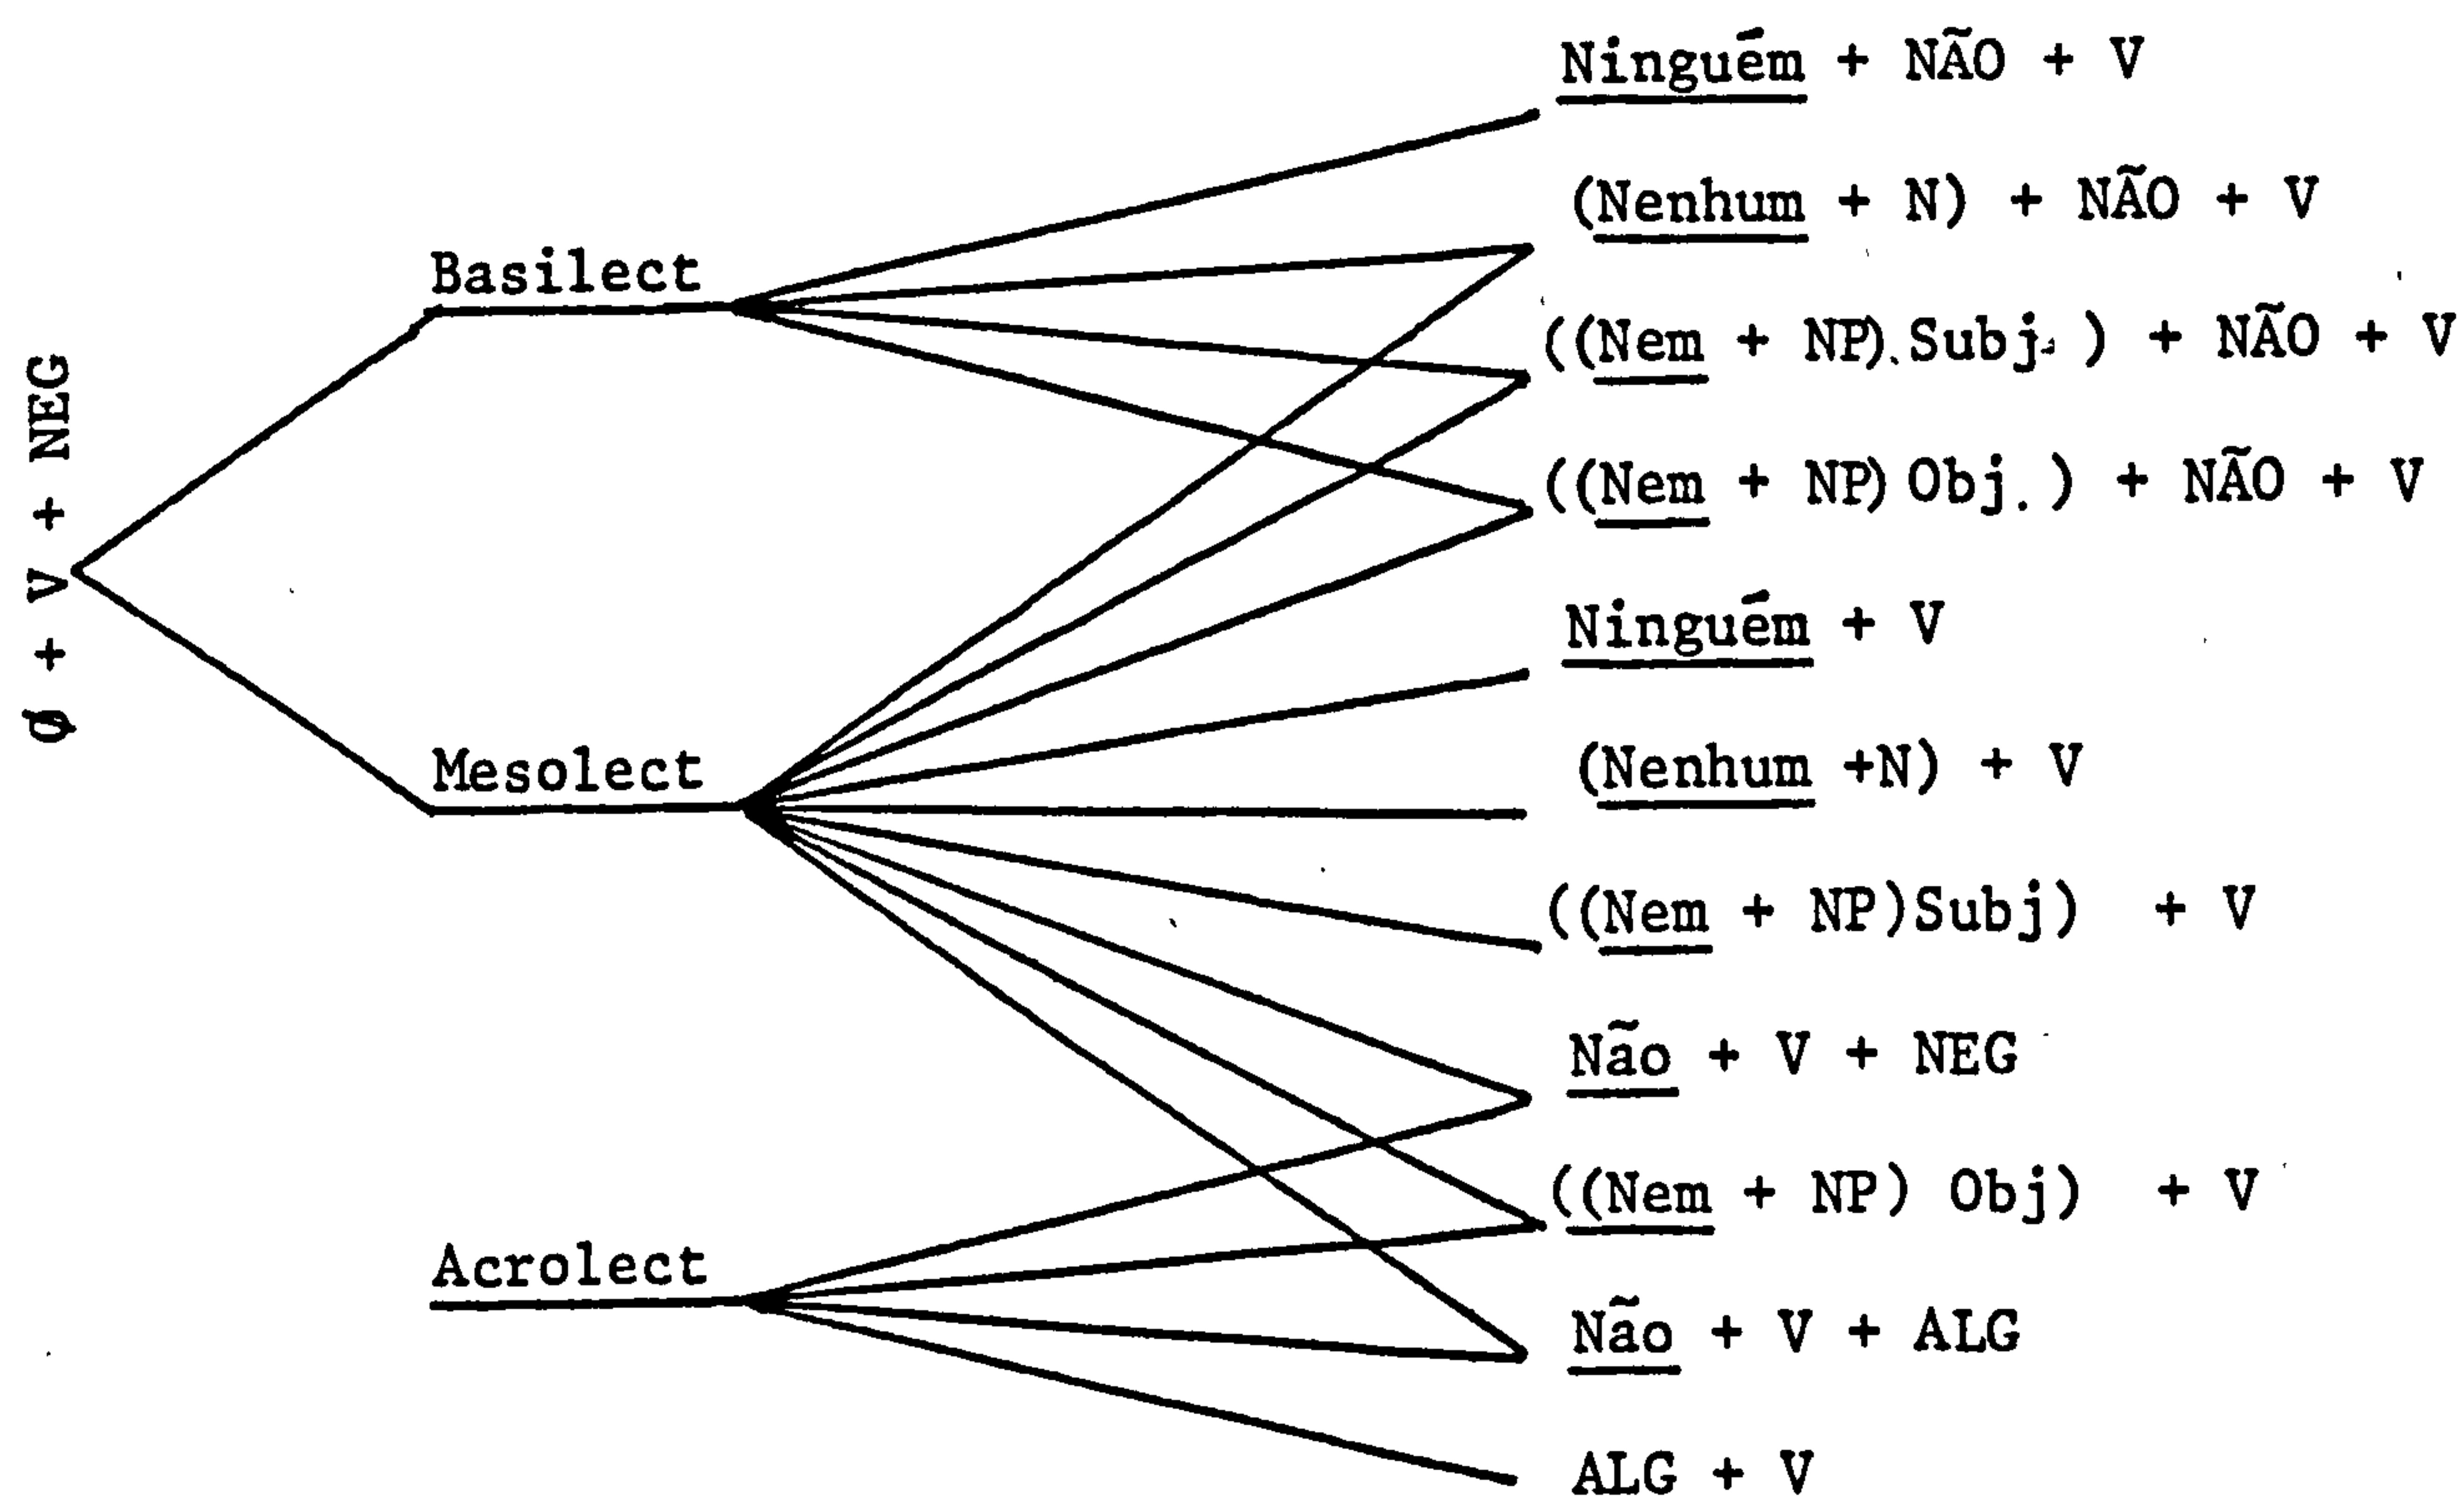 Ninguém + NÃO + V
(Nenhum + N) + NÃO + V
Basilect
((Nem + NP).Subj. ) + NÃO + V
((Nem + NP) Obj. ) + NÃO + V
Ø + V + NEG
Ninguém + V
Mesolect
(Nenhum +N) + V
((Nem + NP)Subj) + V
Não + V + NEG
((Nem + NP) Obj) + V
Acrolect
Não + V + ALG
ALG + V